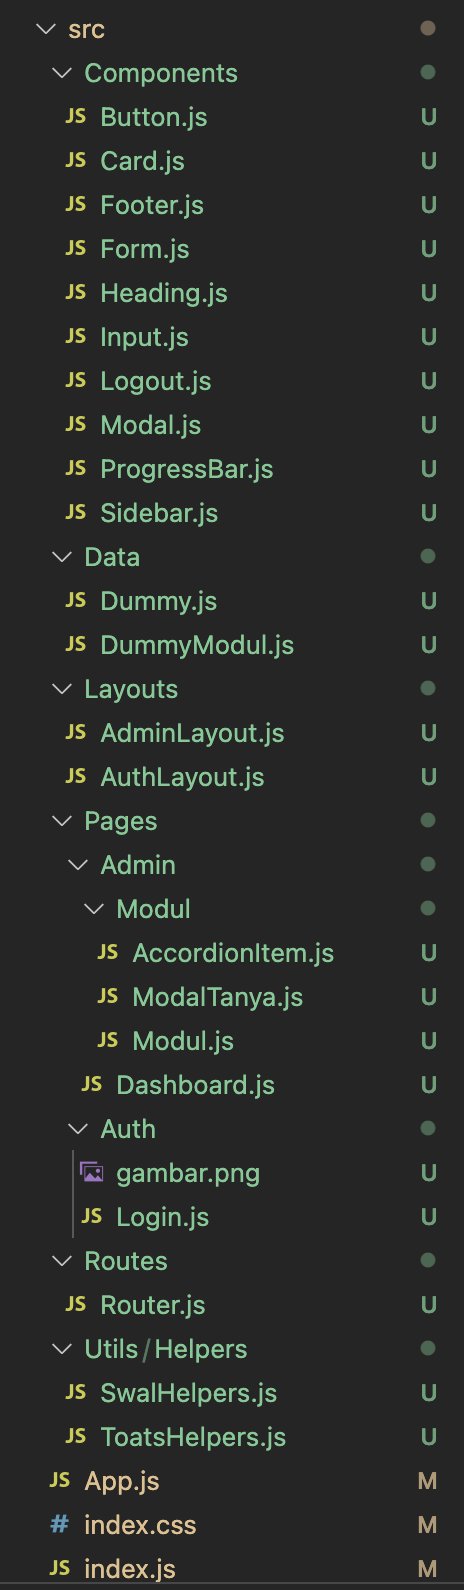 src
Components
JS Button.js U
JS Card.js U
JS Footer.js U
JS Form.js U
JS Heading.js U
JS Input.js U
JS Logout.js U
JS Modal.js U
JS ProgressBar.js U
JS Sidebar.js U
Data
JS Dummy.js U
JS DummyModul.js U
Layouts
JS AdminLayout.js U
JS AuthLayout.js U
Pages
Admin
Modul
JS AccordionItem.js U
JS ModalTanya.js U
JS Modul.js U
JS Dashboard.js U
Auth
gambar.png U
JS Login.js U
Routes
JS Router.js U
Utils/Helpers
JS SwalHelpers.js U
JS ToatsHelpers.js U
JS App.js M
# index.css M
JS index.js M